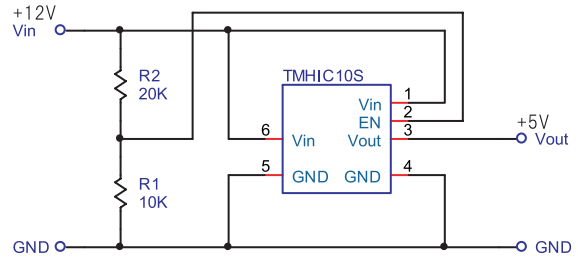 +12V
Vin
R2
20K
TMHIC10S
1
Vin
2
EN
3
Vout
+5V
Vout
6
Vin
5
GND
GND
4
R1
10K
GND
GND